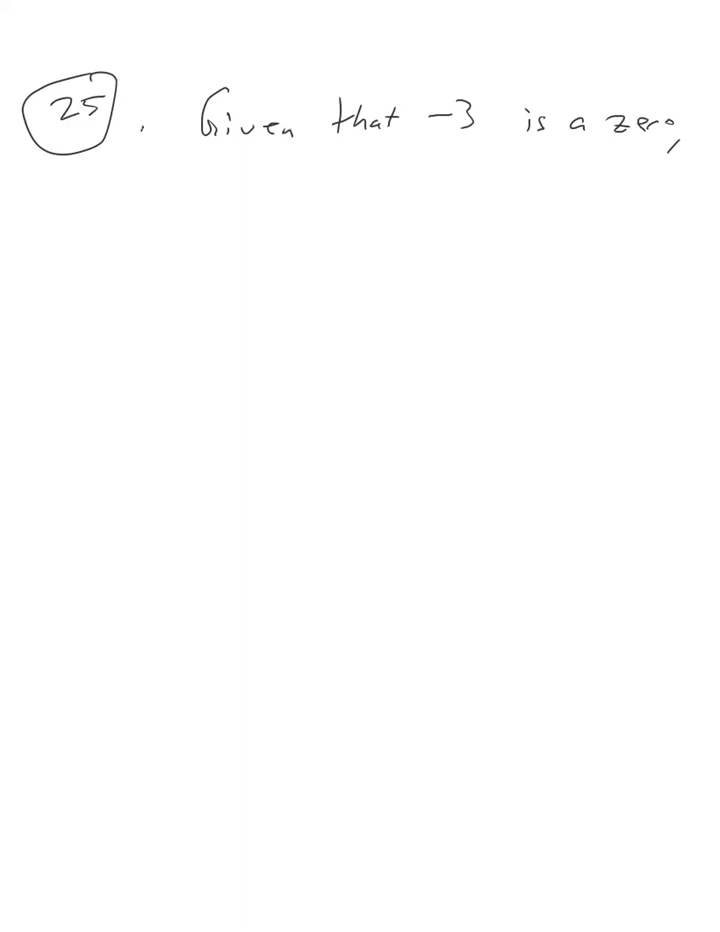 25. Given that -3 is a zero,